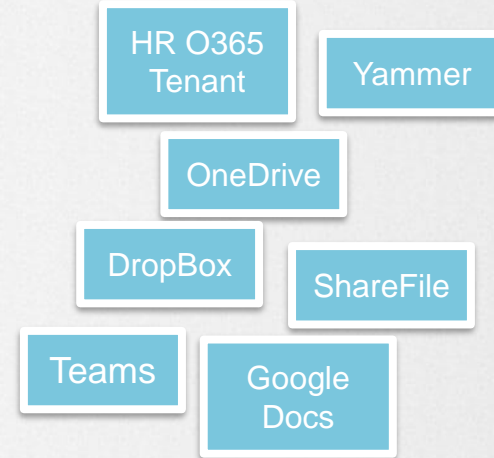 HR O365
Tenant
Yammer
OneDrive
DropBox
ShareFile
Teams
Google
Docs